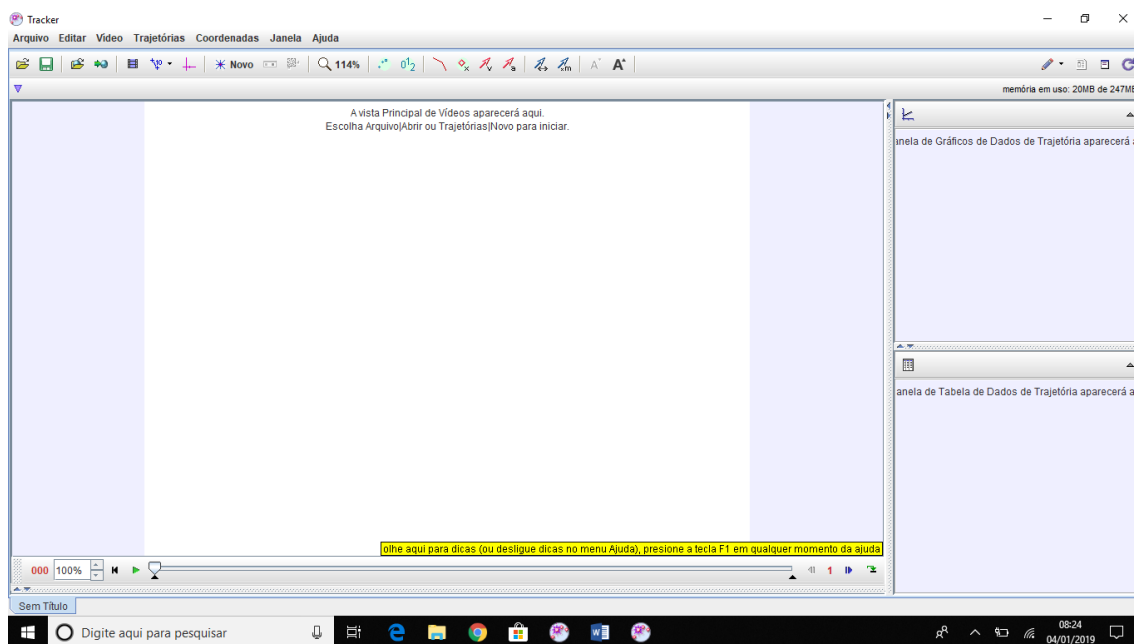 Tracker
Arquivo Editar Vídeo Trajetórias Coordenadas Janela Ajuda
Novo 114%
memória em uso: 20MB de 247MB
A vista Principal de Vídeos aparecerá aqui.
Escolha Arquivo|Abrir ou Trajetórias|Novo para iniciar.
anela de Gráficos de Dados de Trajetória aparecerá a
anela de Tabela de Dados de Trajetória aparecerá a
olhe aqui para dicas (ou desligue dicas no menu Ajuda), presione a tecla F1 em qualquer momento da ajuda
000 100% 1
Sem Título
Digite aqui para pesquisar
08:24
04/01/2019